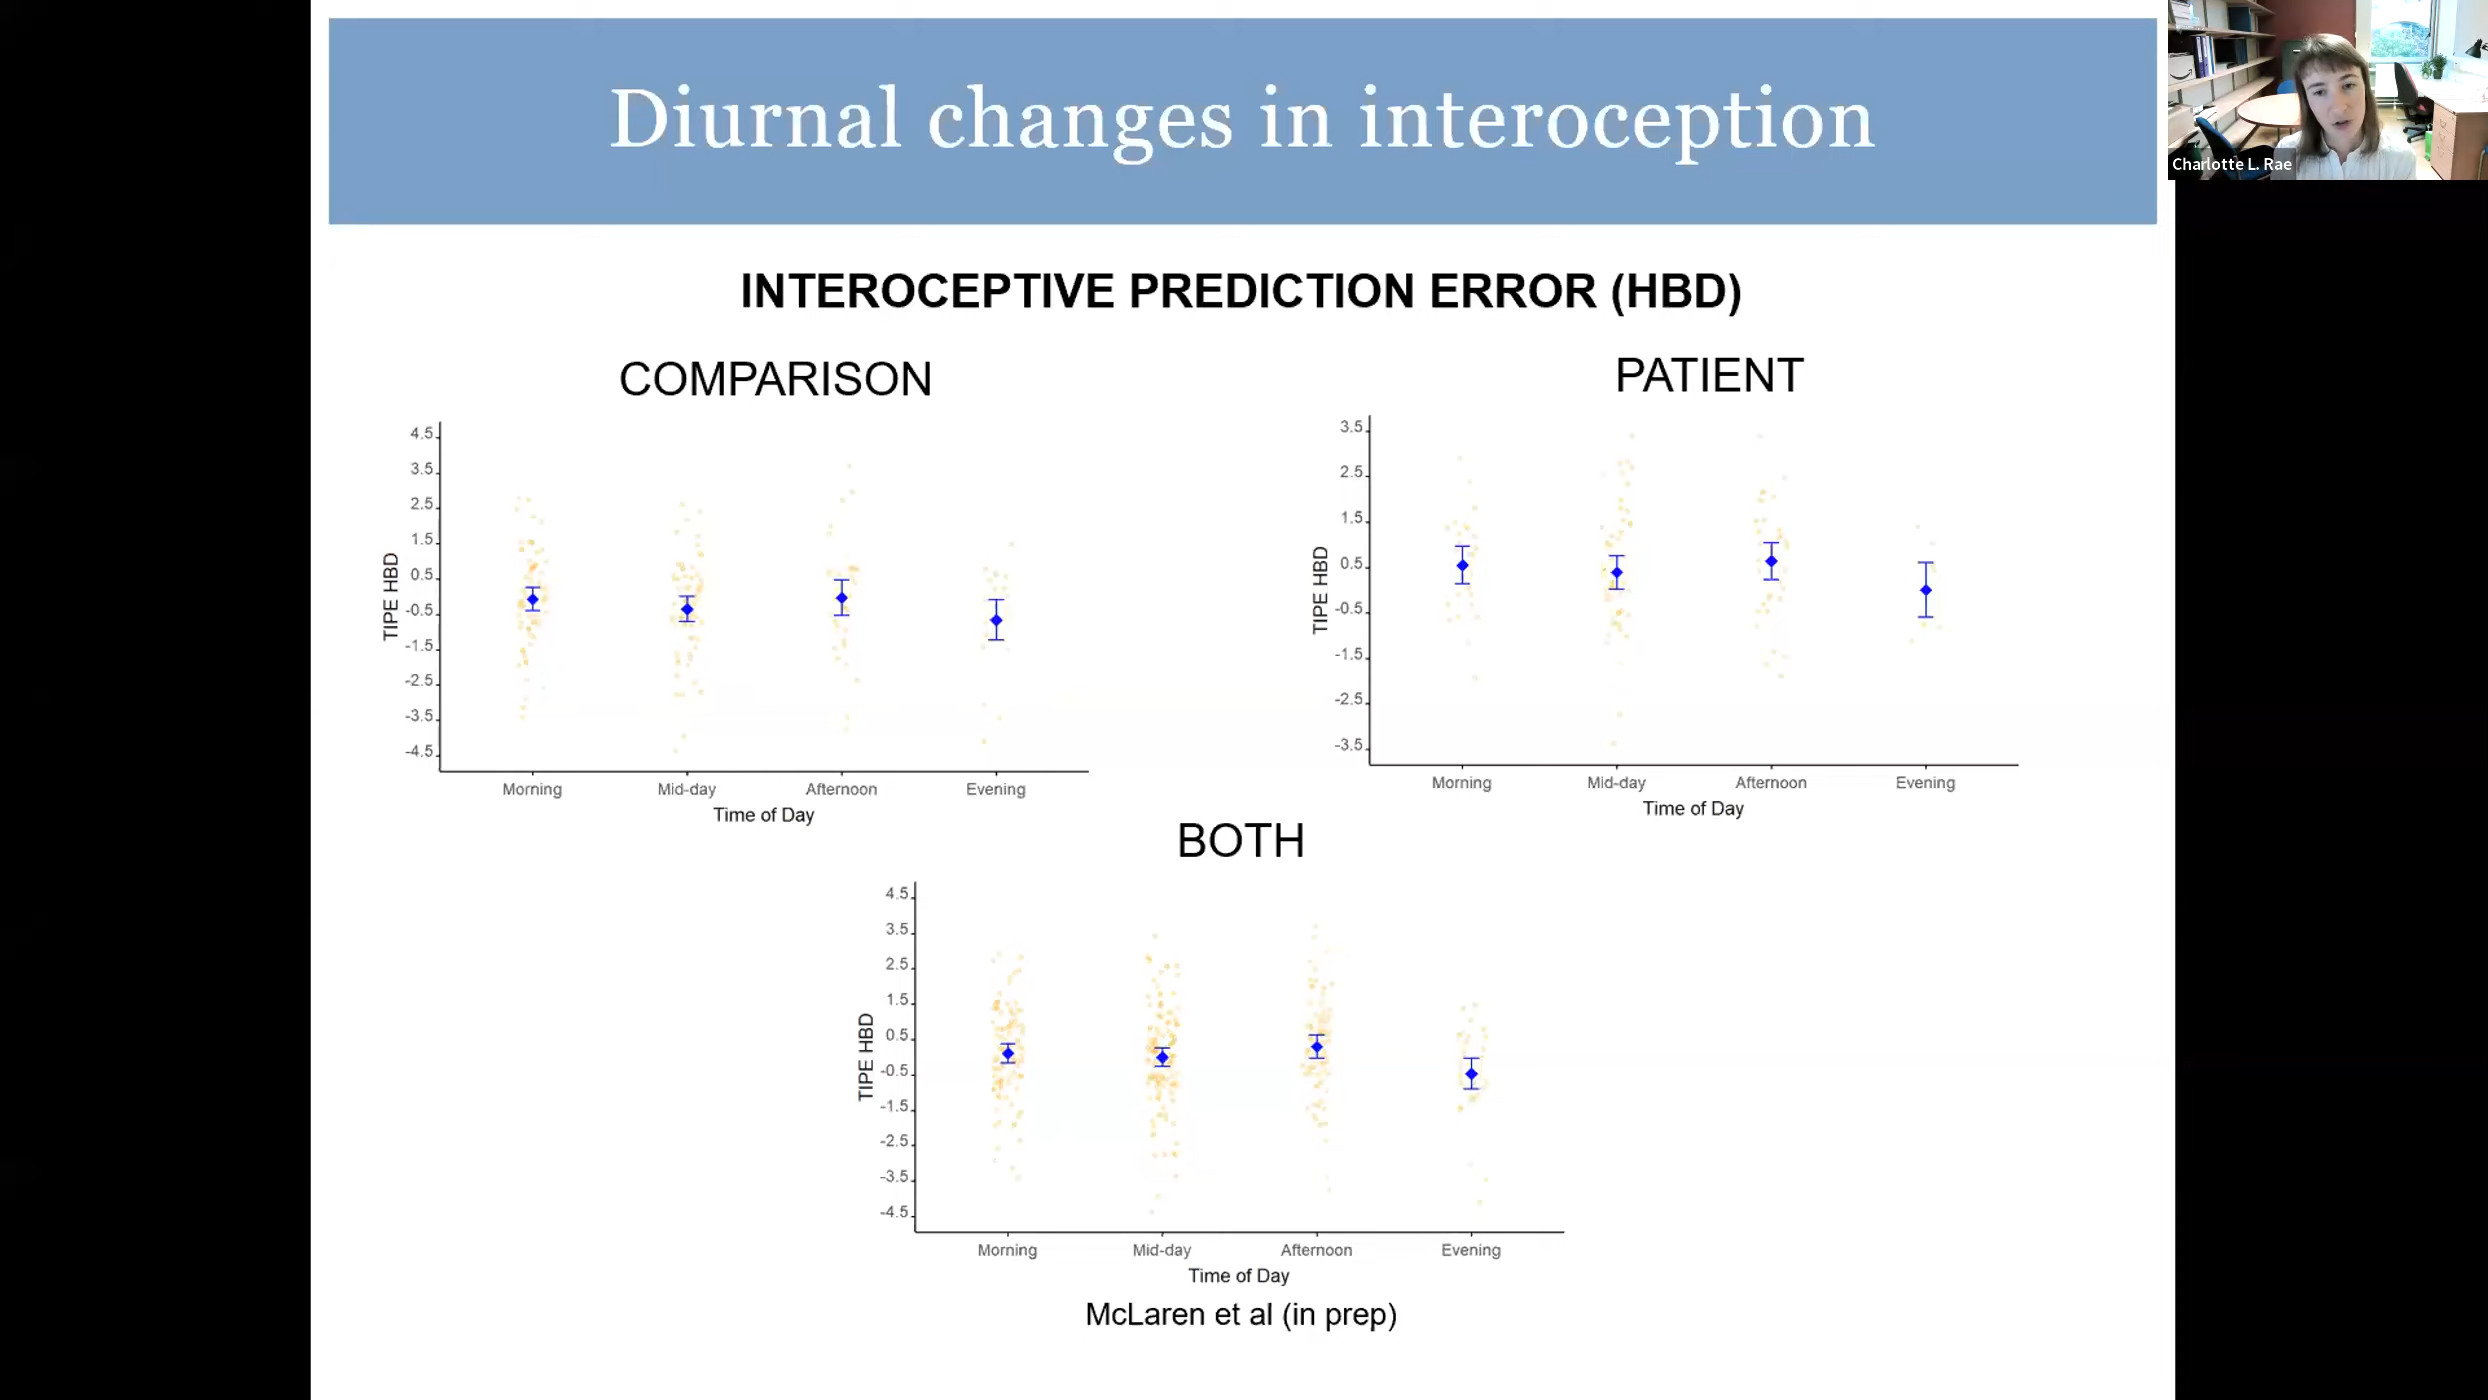 Diurnal changes in interoception
Charlotte L. Rae
INTEROCEPTIVE PREDICTION ERROR (HBD)
COMPARISON
4.5
3.5
2.5
1.5
0.5
-0.5
-1.5
-2.5
-3.5
-4.5
TIPE HBD
Morning Mid-day Afternoon Evening
Time of Day
PATIENT
3.5
2.5
1.5
0.5
-0.5
-1.5
-2.5
-3.5
TIPE HBD
Morning Mid-day Afternoon Evening
Time of Day
BOTH
4.5
3.5
2.5
1.5
0.5
-0.5
-1.5
-2.5
-3.5
-4.5
TIPE HBD
Morning Mid-day Afternoon Evening
Time of Day
McLaren et al (in prep)